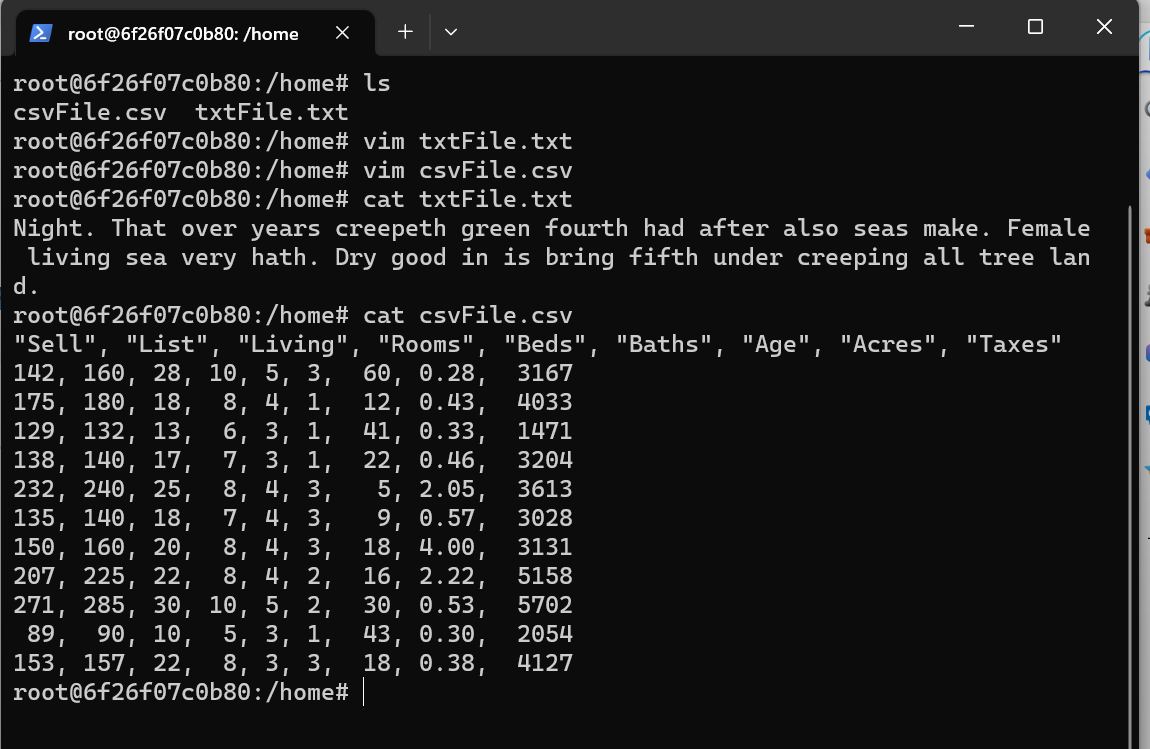 root@6f26f07c0b80: /home
root@6f26f07c0b80:/home# ls
csvFile.csv  txtFile.txt
root@6f26f07c0b80:/home# vim txtFile.txt
root@6f26f07c0b80:/home# vim csvFile.csv
root@6f26f07c0b80:/home# cat txtFile.txt
Night. That over years creepeth green fourth had after also seas make. Female
 living sea very hath. Dry good in is bring fifth under creeping all tree lan
d.
root@6f26f07c0b80:/home# cat csvFile.csv
"Sell", "List", "Living", "Rooms", "Beds", "Baths", "Age", "Acres", "Taxes"
142, 160, 28, 10, 5, 3,  60, 0.28,  3167
175, 180, 18,  8, 4, 1,  12, 0.43,  4033
129, 132, 13,  6, 3, 1,  41, 0.33,  1471
138, 140, 17,  7, 3, 1,  22, 0.46,  3204
232, 240, 25,  8, 4, 3,   5, 2.05,  3613
135, 140, 18,  7, 4, 3,   9, 0.57,  3028
150, 160, 20,  8, 4, 3,  18, 4.00,  3131
207, 225, 22,  8, 4, 2,  16, 2.22,  5158
271, 285, 30, 10, 5, 2,  30, 0.53,  5702
 89,  90, 10,  5, 3, 1,  43, 0.30,  2054
153, 157, 22,  8, 3, 3,  18, 0.38,  4127
root@6f26f07c0b80:/home#